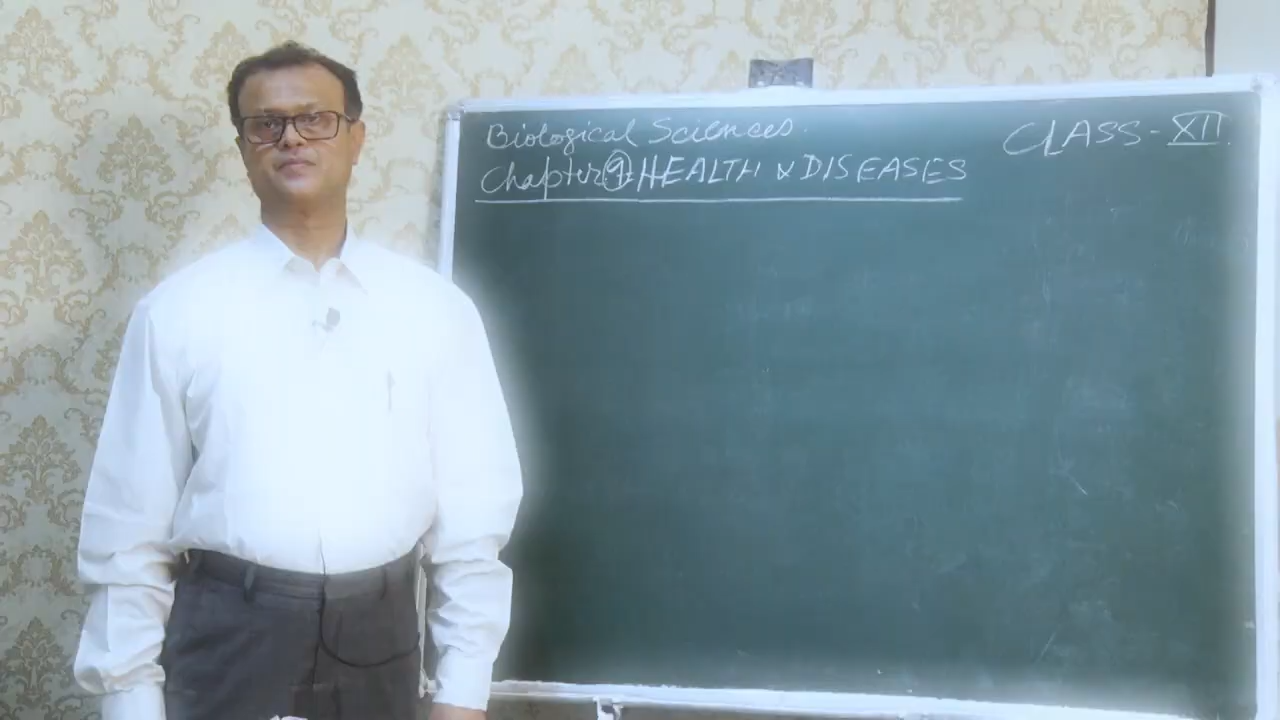 Biological Sciences.
CLASS - XII
Chapter 9: HEALTH & DISEASES